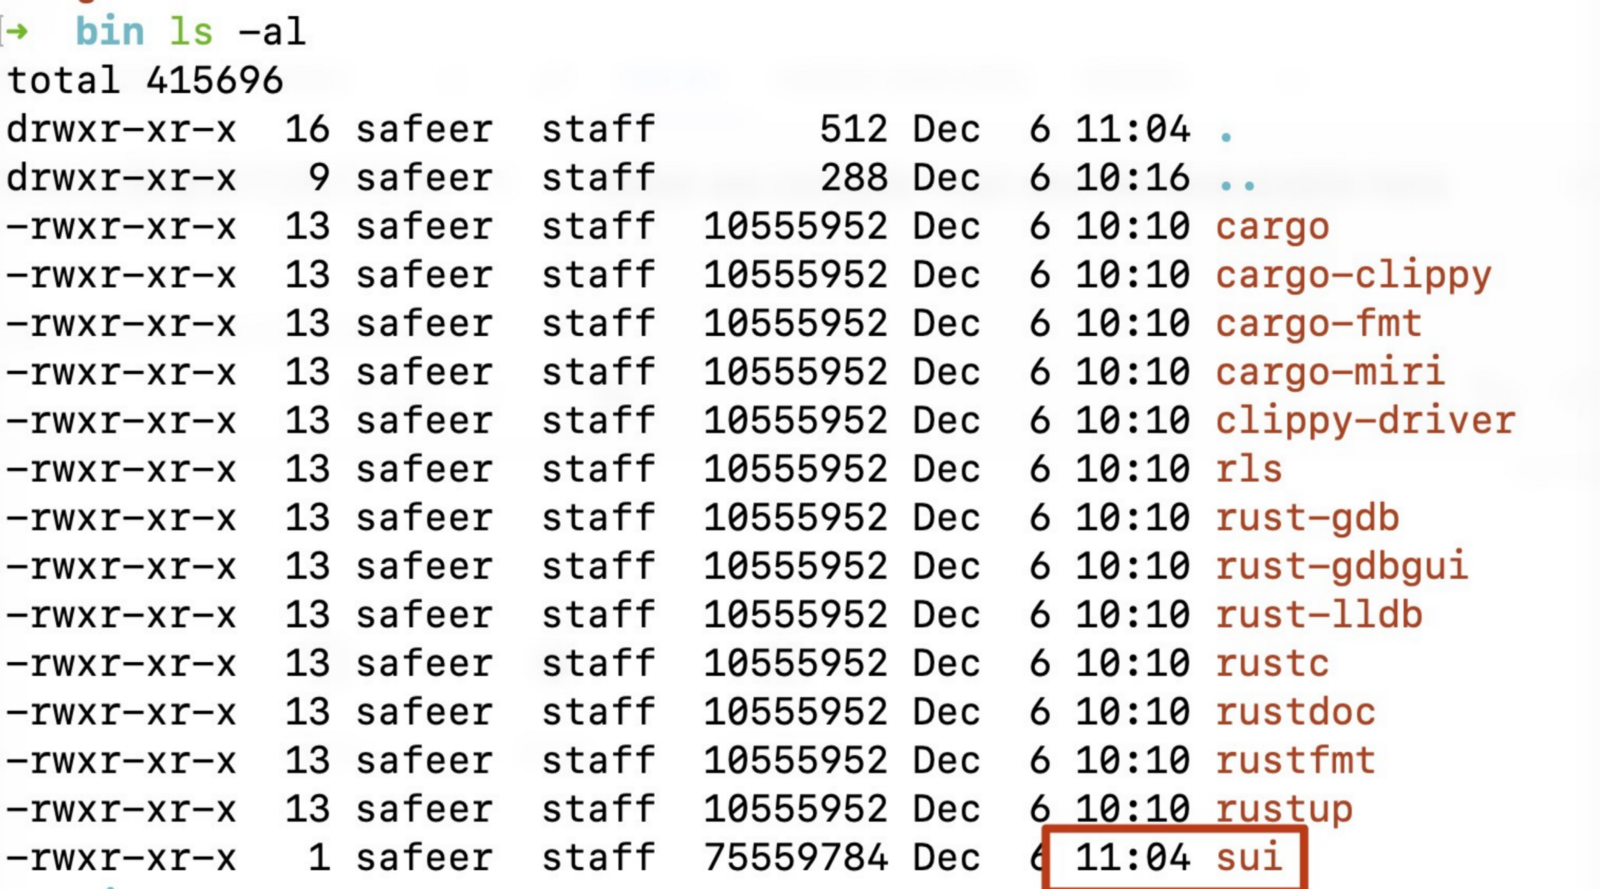 ➜ bin ls -al
total 415696
drwxr-xr-x 16 safeer staff 512 Dec 6 11:04 .
drwxr-xr-x 9 safeer staff 288 Dec 6 10:16 ..
-rwxr-xr-x 13 safeer staff 10555952 Dec 6 10:10 cargo
-rwxr-xr-x 13 safeer staff 10555952 Dec 6 10:10 cargo-clippy
-rwxr-xr-x 13 safeer staff 10555952 Dec 6 10:10 cargo-fmt
-rwxr-xr-x 13 safeer staff 10555952 Dec 6 10:10 cargo-miri
-rwxr-xr-x 13 safeer staff 10555952 Dec 6 10:10 clippy-driver
-rwxr-xr-x 13 safeer staff 10555952 Dec 6 10:10 rls
-rwxr-xr-x 13 safeer staff 10555952 Dec 6 10:10 rust-gdb
-rwxr-xr-x 13 safeer staff 10555952 Dec 6 10:10 rust-gdbgui
-rwxr-xr-x 13 safeer staff 10555952 Dec 6 10:10 rust-lldb
-rwxr-xr-x 13 safeer staff 10555952 Dec 6 10:10 rustc
-rwxr-xr-x 13 safeer staff 10555952 Dec 6 10:10 rustdoc
-rwxr-xr-x 13 safeer staff 10555952 Dec 6 10:10 rustfmt
-rwxr-xr-x 13 safeer staff 10555952 Dec 6 10:10 rustup
-rwxr-xr-x 1 safeer staff 75559784 Dec 6 11:04 sui